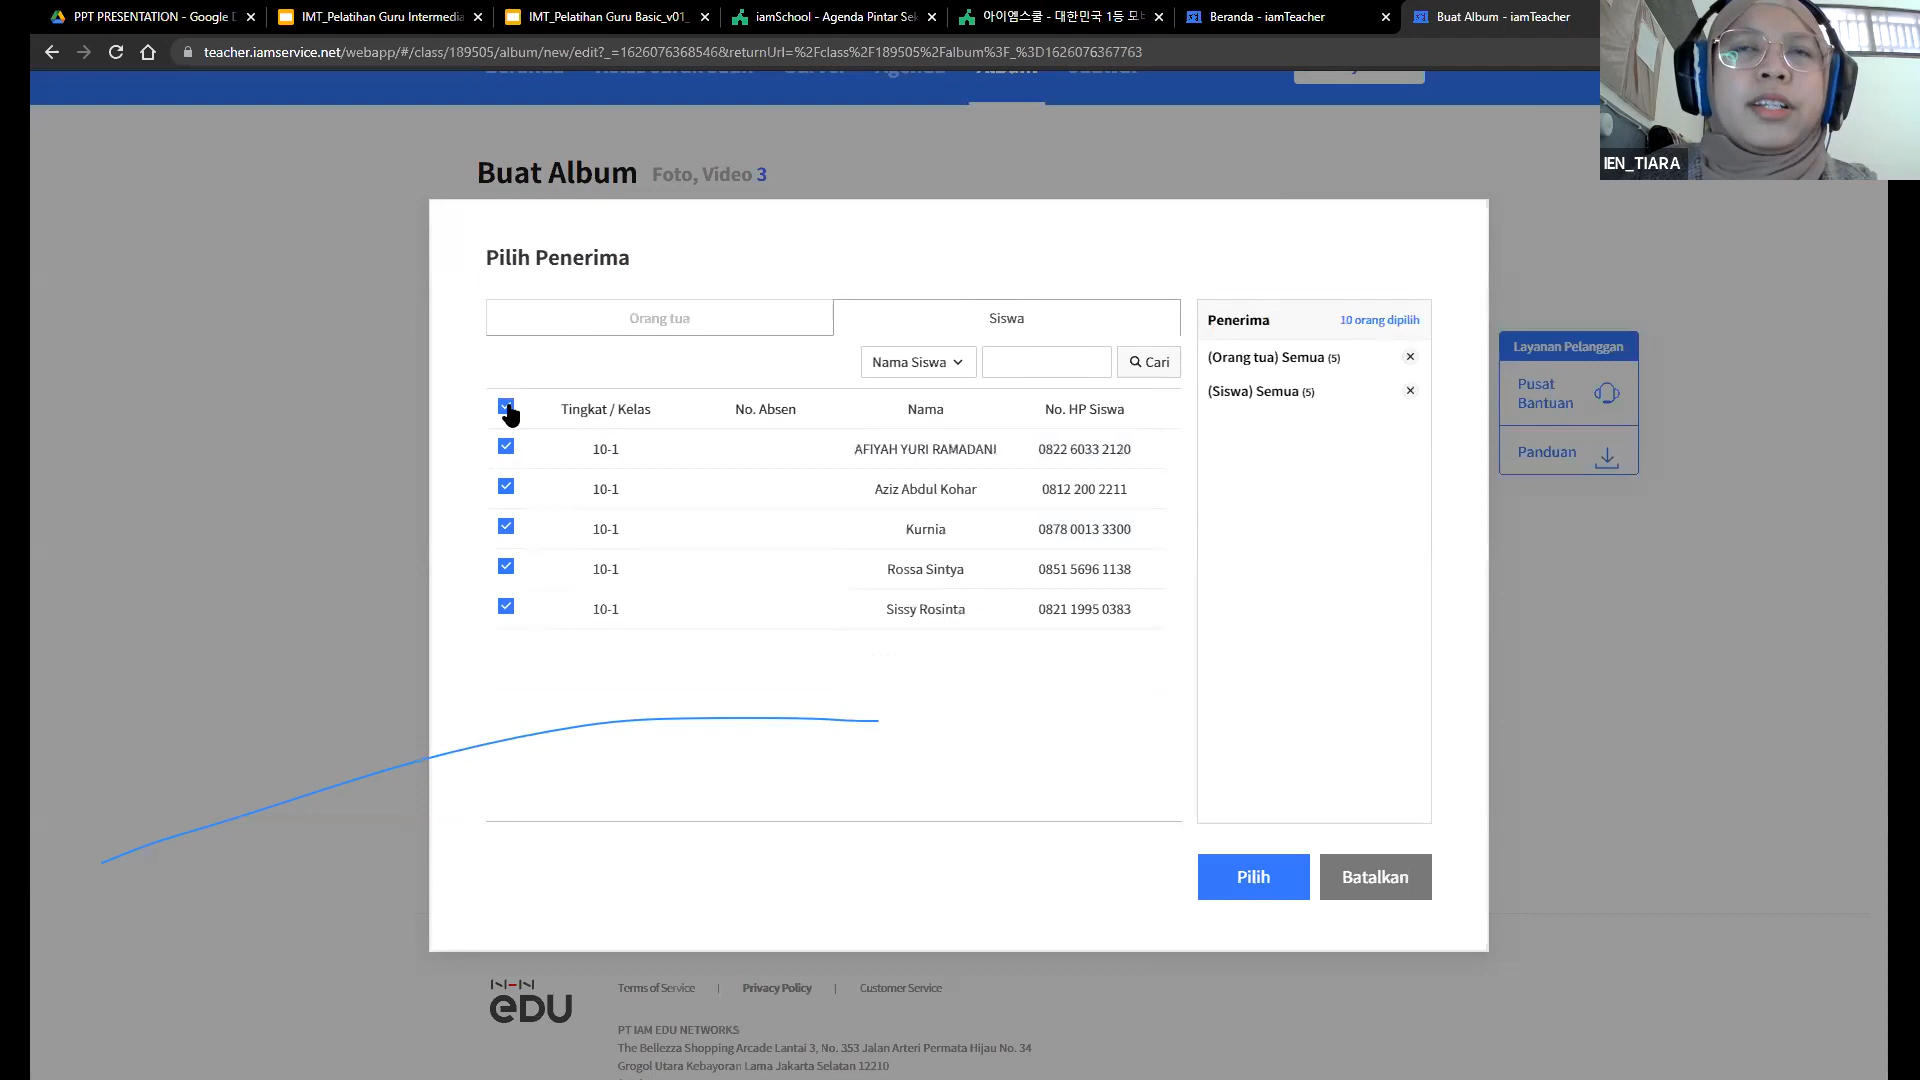 PPT PRESENTATION - Google D
IMT_Pelatihan Guru Intermedia
IMT_Pelatihan Guru Basic_v01_
iamSchool - Agenda Pintar Sek
아이엠스쿨 - 대한민국 1등 모바
Beranda - iamTeacher
Buat Album - iamTeacher
teacher.iamservice.net/webapp/#/class/189505/album/new/edit?_=1626076368546&returnUrl=%2Fclass%2F189505%2Falbum%3F_%3D1626076367763
IEN_TIARA
Buat Album Foto, Video 3
Pilih Penerima
Orang tua
Siswa
Nama Siswa
Cari
Tingkat / Kelas No. Absen Nama No. HP Siswa
10-1 AFIYAH YURI RAMADANI 0822 6033 2120
10-1 Aziz Abdul Kohar 0812 200 2211
10-1 Kurnia 0878 0013 3300
10-1 Rossa Sintya 0851 5696 1138
10-1 Sissy Rosinta 0821 1995 0383
Penerima 10 orang dipilih
(Orang tua) Semua (5)
(Siswa) Semua (5)
Pilih
Batalkan
Layanan Pelanggan
Pusat
Bantuan
Panduan
EDU
Terms of Service | Privacy Policy | Customer Service
PT IAM EDU NETWORKS
The Bellezza Shopping Arcade Lantai 3, No. 353 Jalan Arteri Permata Hijau No. 34
Grogol Utara Kebayoran Lama Jakarta Selatan 12210